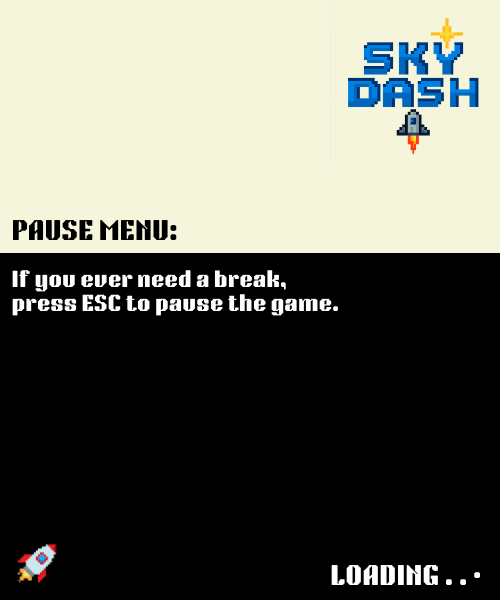 SKY
DASH
PAUSE MENU:
If you ever need a break,
press ESC to pause the game.
LOADING...